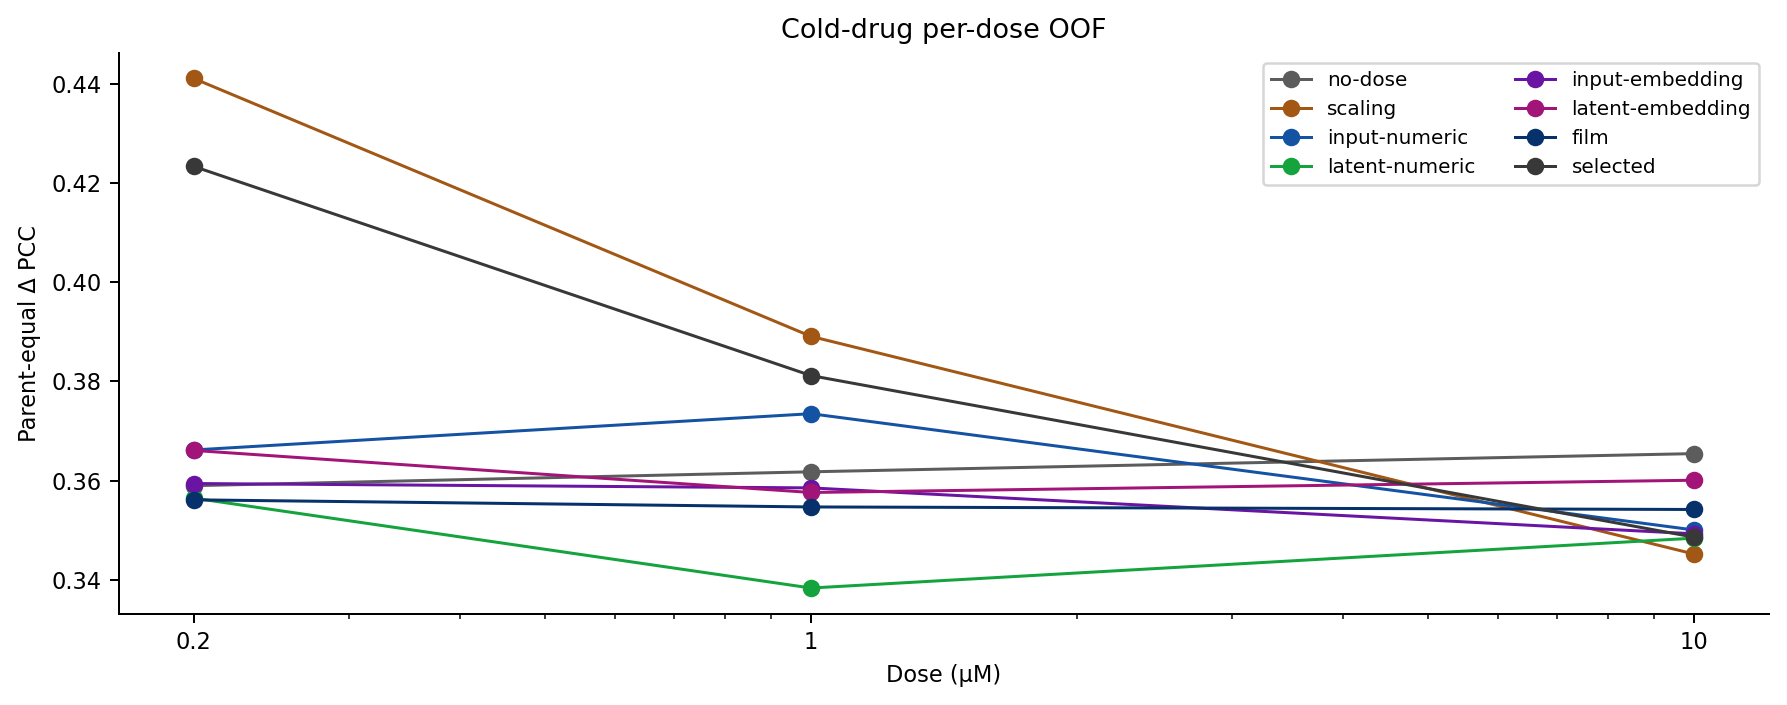 Cold-drug per-dose OOF
Parent-equal Δ PCC
0.44
0.42
0.40
0.38
0.36
0.34
no-dose
scaling
input-numeric
latent-numeric
input-embedding
latent-embedding
film
selected
0.2
1
10
Dose (μM)